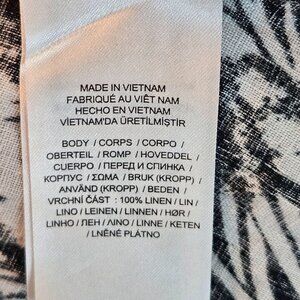 MADE IN VIETNAM
FABRIQUÉ AU VIÊT NAM
HECHO EN VIETNAM
VİETNAM'DA ÜRETİLMİŞTİR
BODY / CORPS / CORPO /
OBERTEIL / ROMP / HOVEDDEL /
CUERPO / ПЕРЕД И СПИНКА /
КОРПУС / ΣΩΜΑ / BRUK (KROPP) /
ANVÄND (KROPP) / BEDEN /
VRCHNÍ ČÁST : 100% LINEN / LIN /
LINO / LEINEN / LINNEN / HØR /
LINHO / ЛЕН / ΛΙΝΟ / LINNE / KETEN
/ LNĚNÉ PLÁTNO